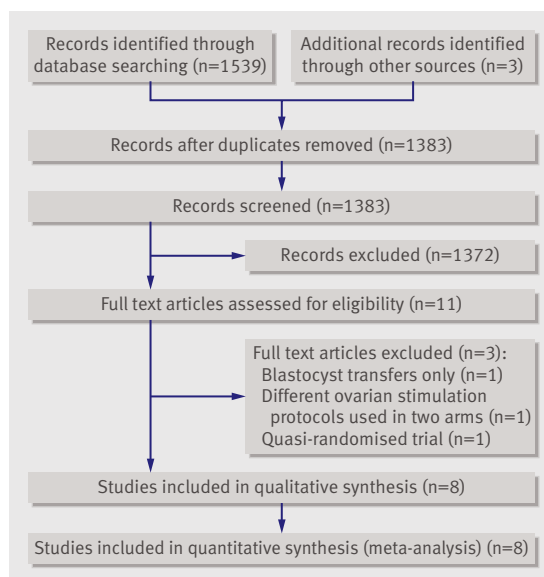 Records identified through
database searching (n=1539)
Additional records identified
through other sources (n=3)
Records after duplicates removed (n=1383)
Records screened (n=1383)
Records excluded (n=1372)
Full text articles assessed for eligibility (n=11)
Full text articles excluded (n=3):
Blastocyst transfers only (n=1)
Different ovarian stimulation
protocols used in two arms (n=1)
Quasi-randomised trial (n=1)
Studies included in qualitative synthesis (n=8)
Studies included in quantitative synthesis (meta-analysis) (n=8)